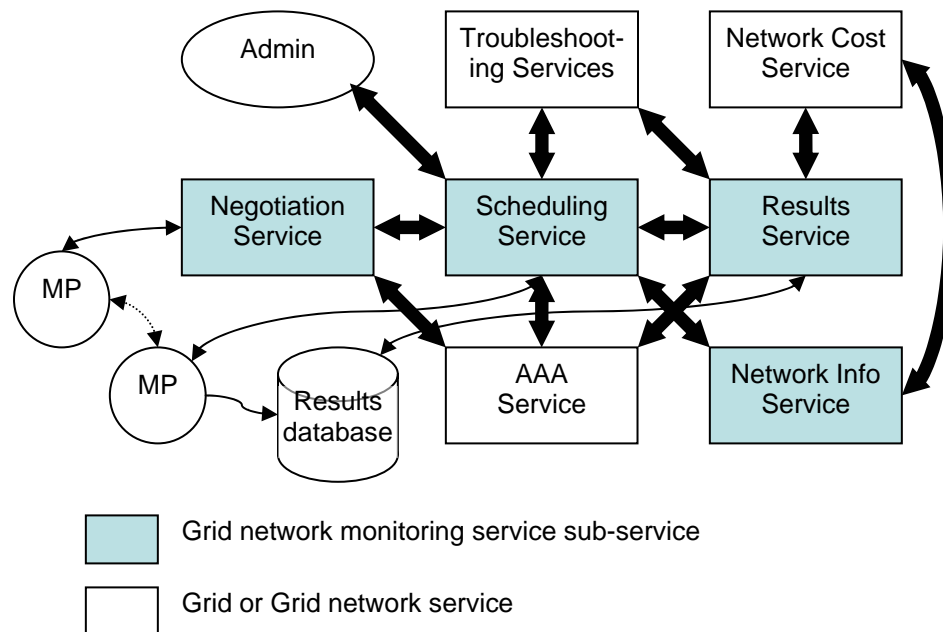 Admin
Troubleshoot-
ing Services
Network Cost
Service
Negotiation
Service
Scheduling
Service
Results
Service
MP
MP
Results
database
AAA
Service
Network Info
Service
Grid network monitoring service sub-service
Grid or Grid network service